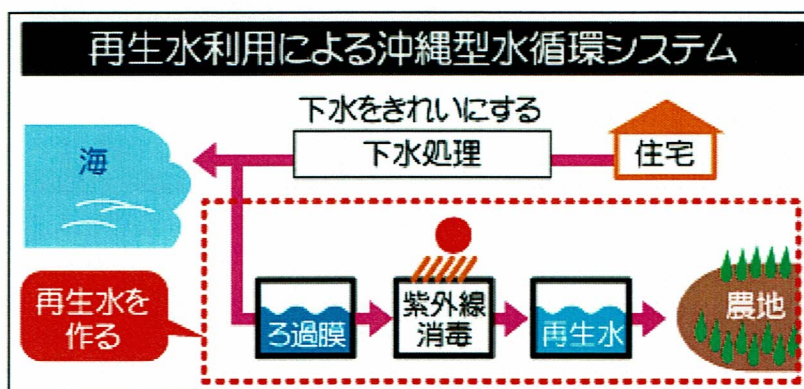 再生水利用による沖縄型水循環システム
下水をきれいにする
海
下水処理
住宅
再生水を
作る
ろ過膜
紫外線
消毒
再生水
農地